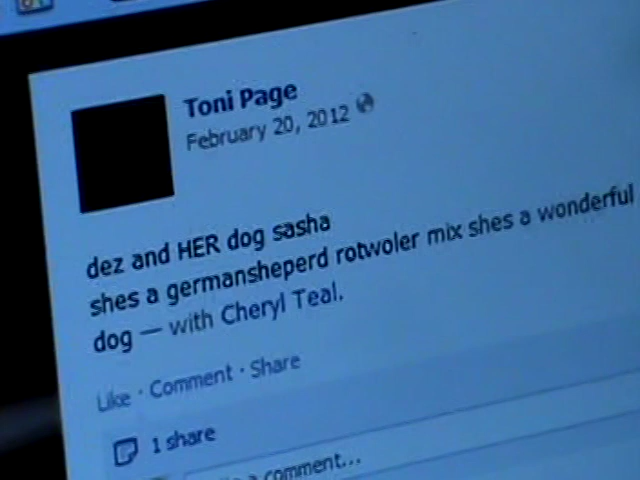 Toni Page
February 20, 2012
dez and HER dog sasha
shes a germansheperd rotwoler mix shes a wonderful
dog — with Cheryl Teal.
Like · Comment · Share
1 share
a comment...